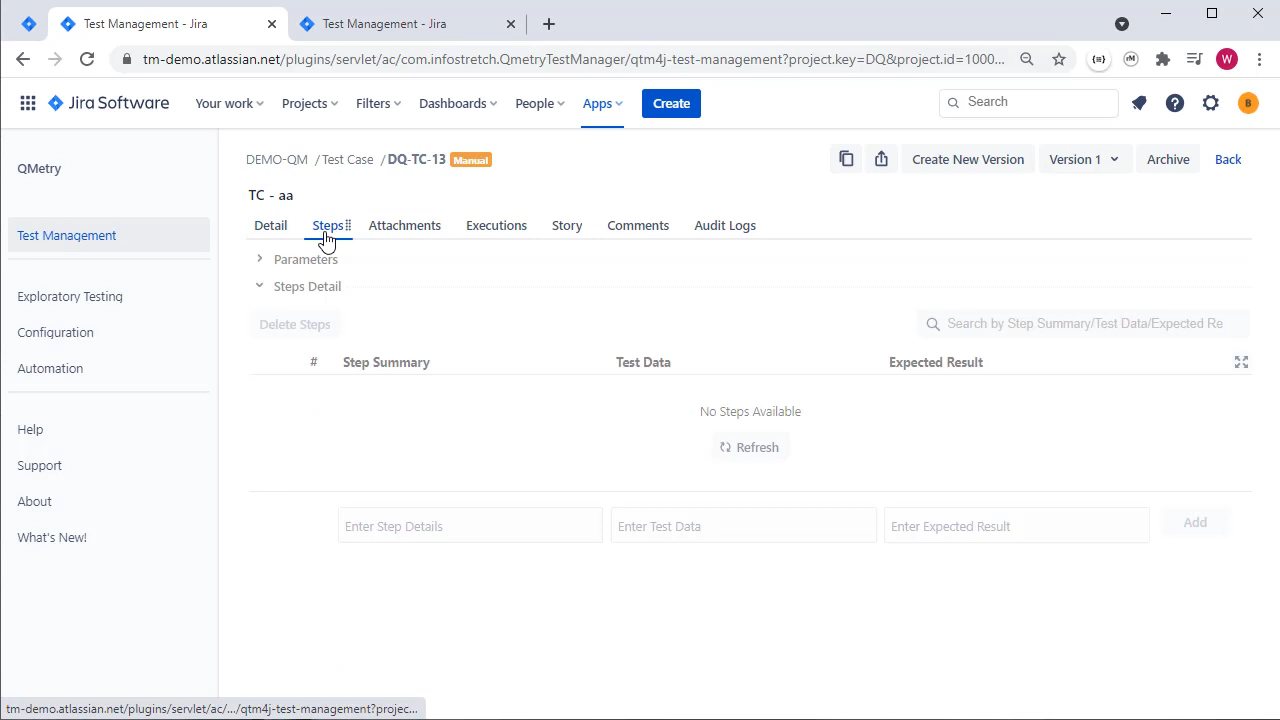 Test Management - Jira
Test Management - Jira
tm-demo.atlassian.net/plugins/servlet/ac/com.infostretch.QmetryTestManager/qtm4j-test-management?project.key=DQ&project.id=1000...
{=}
rM
W
Jira Software
Your work
Projects
Filters
Dashboards
People
Apps
Create
Search
?
B
QMetry
Test Management
Exploratory Testing
Configuration
Automation
Help
Support
About
What's New!
DEMO-QM /Test Case /DQ-TC-13 Manual
Create New Version
Version 1
Archive
Back
TC - aa
Detail
Steps
Attachments
Executions
Story
Comments
Audit Logs
Parameters
Steps Detail
Delete Steps
Search by Step Summary/Test Data/Expected Re
# Step Summary Test Data Expected Result
No Steps Available
Refresh
Enter Step Details
Enter Test Data
Enter Expected Result
Add
tm-demo.atlassian.net/plugins/servlet/ac/.../qtm4j-test-management?projec...